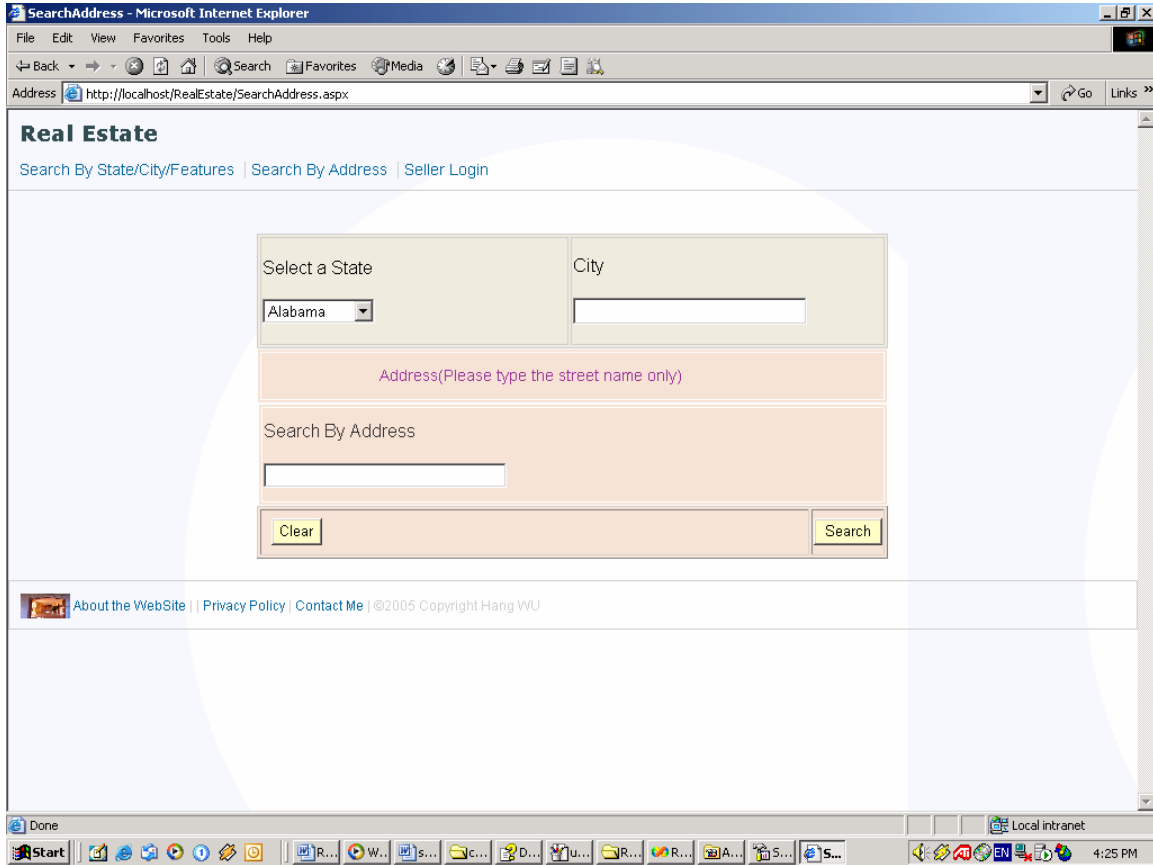 SearchAddress - Microsoft Internet Explorer
File Edit View Favorites Tools Help
Back Search Favorites Media
Address http://localhost/RealEstate/SearchAddress.aspx Go Links »
Real Estate
Search By State/City/Features | Search By Address | Seller Login
Select a State City
Alabama
Address(Please type the street name only)
Search By Address
Clear Search
About the WebSite | | Privacy Policy | Contact Me | ©2005 Copyright Hang WU
Done Local intranet
Start R... W... s... c... D... u... R... R... A... S... S... EN 4:25 PM